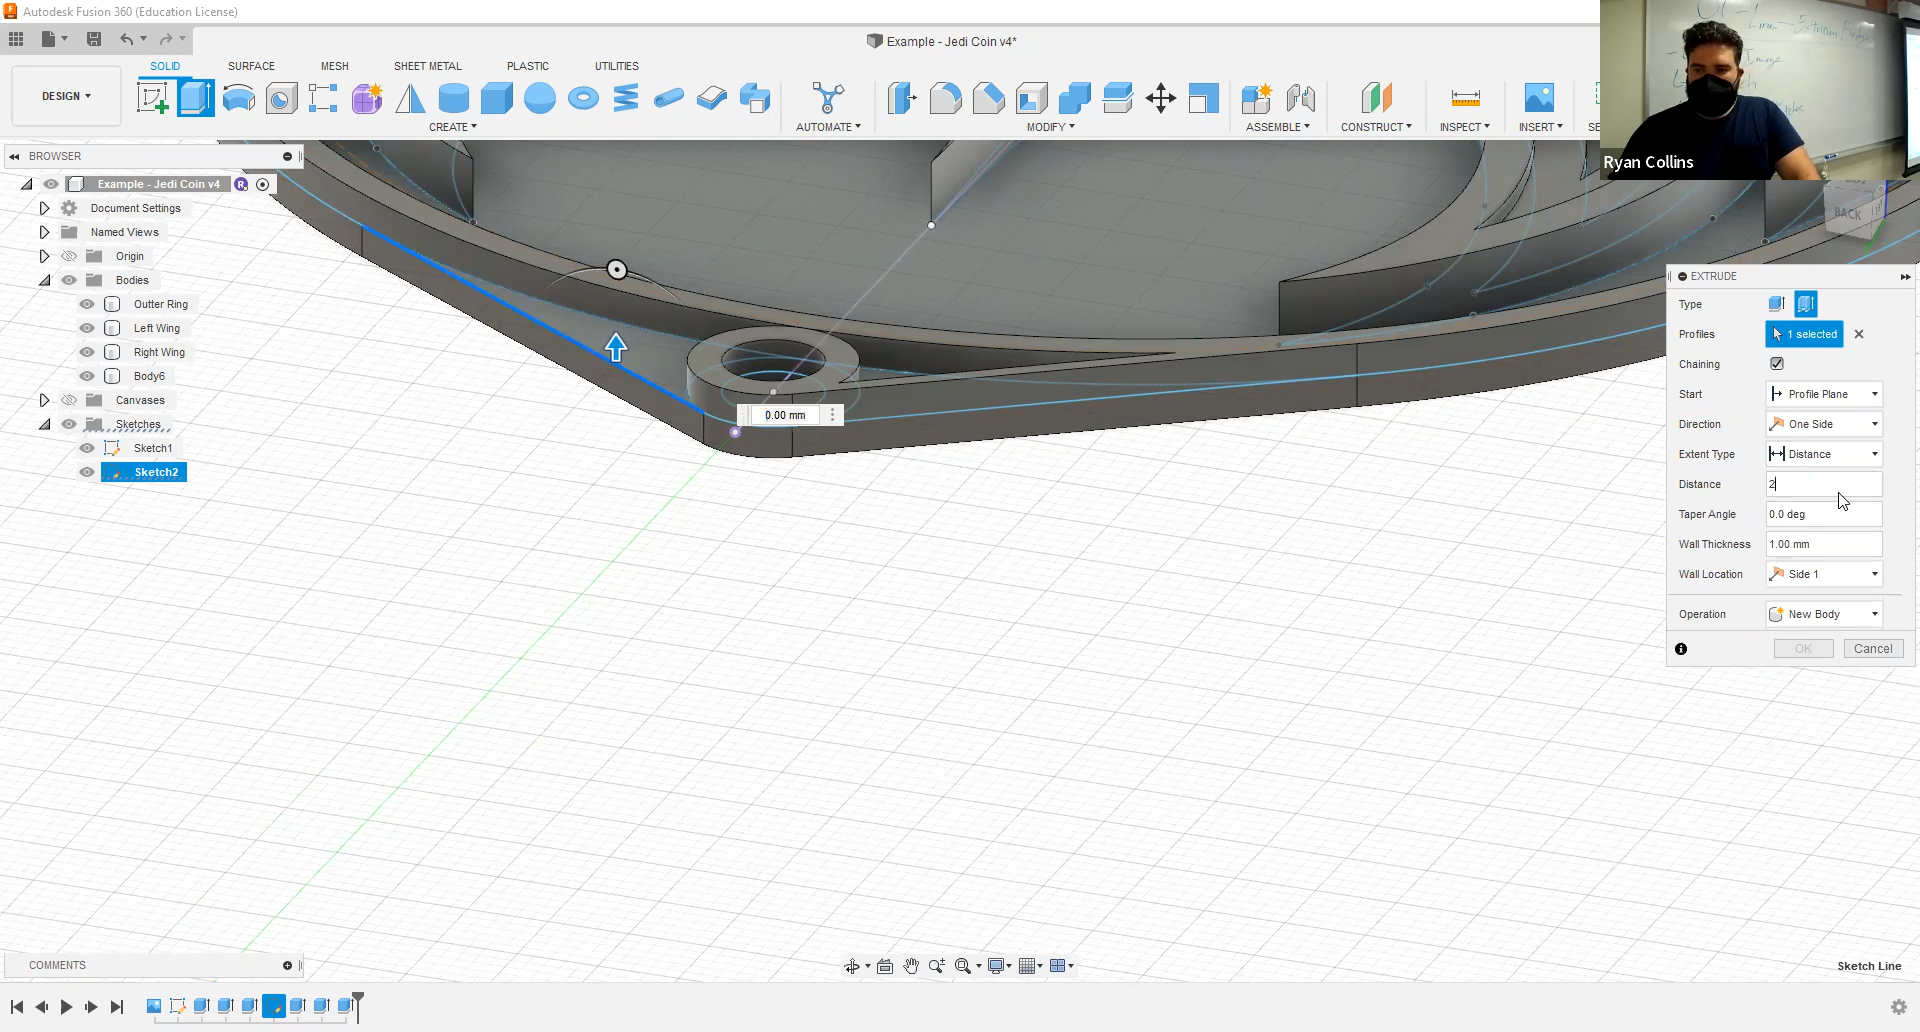 Autodesk Fusion 360 (Education License)
Example - Jedi Coin v4*
SOLID SURFACE MESH SHEET METAL PLASTIC UTILITIES
DESIGN
CREATE AUTOMATE MODIFY ASSEMBLE CONSTRUCT INSPECT INSERT SE
Image
Ryan Collins
BROWSER
Example - Jedi Coin v4
Document Settings
Named Views
Origin
Bodies
Outter Ring
Left Wing
Right Wing
Body6
Canvases
Sketches
Sketch1
Sketch2
BACK
0.00 mm
EXTRUDE
Type
Profiles 1 selected
Chaining
Start Profile Plane
Direction One Side
Extent Type Distance
Distance 2
Taper Angle 0.0 deg
Wall Thickness 1.00 mm
Wall Location Side 1
Operation New Body
OK Cancel
COMMENTS
Sketch Line